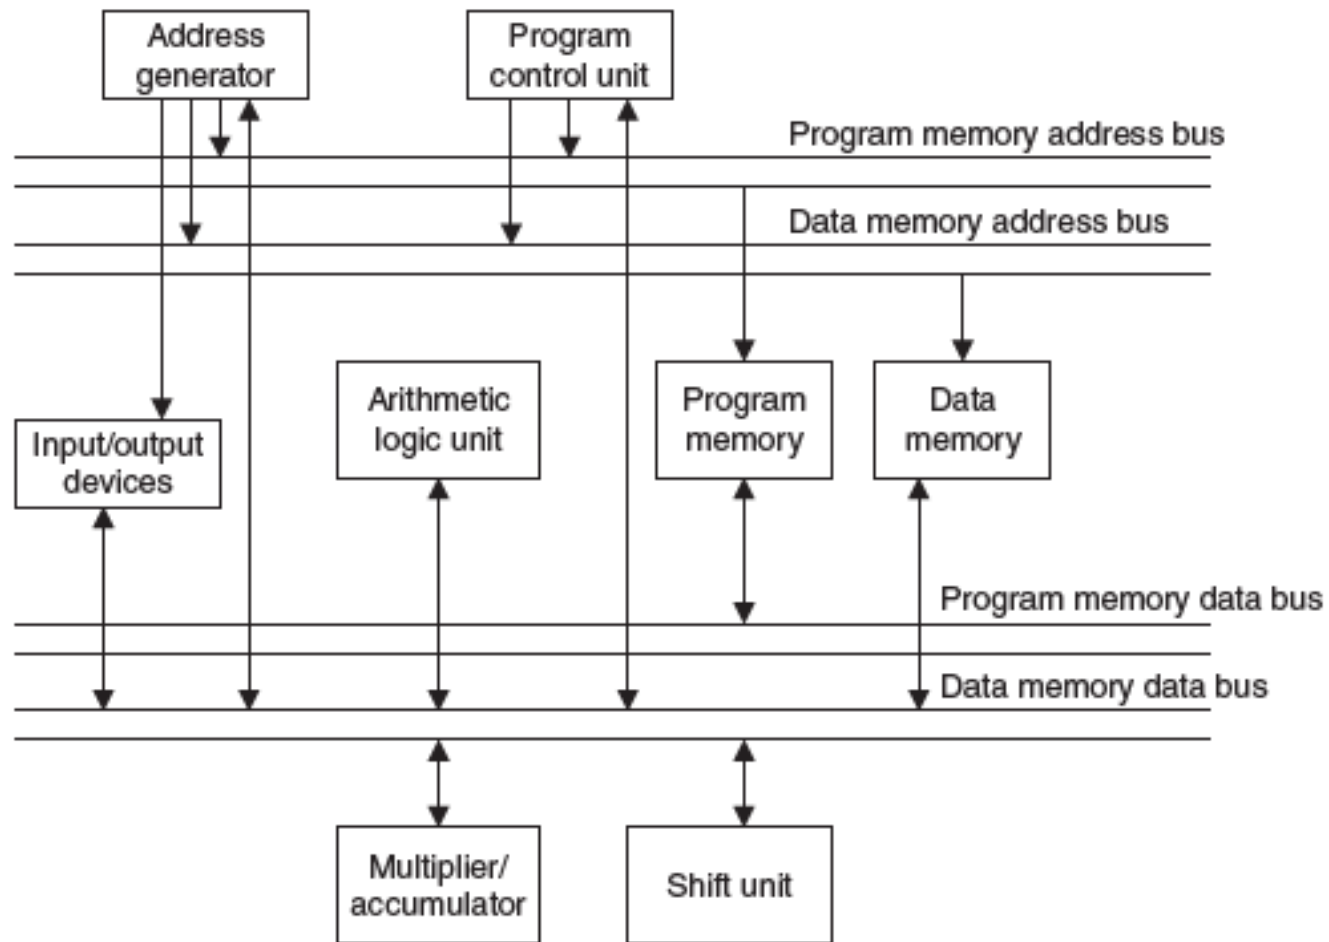 Address
generator
Program
control unit
Program memory address bus
Data memory address bus
Arithmetic
logic unit
Program
memory
Data
memory
Input/output
devices
Program memory data bus
Data memory data bus
Multiplier/
accumulator
Shift unit